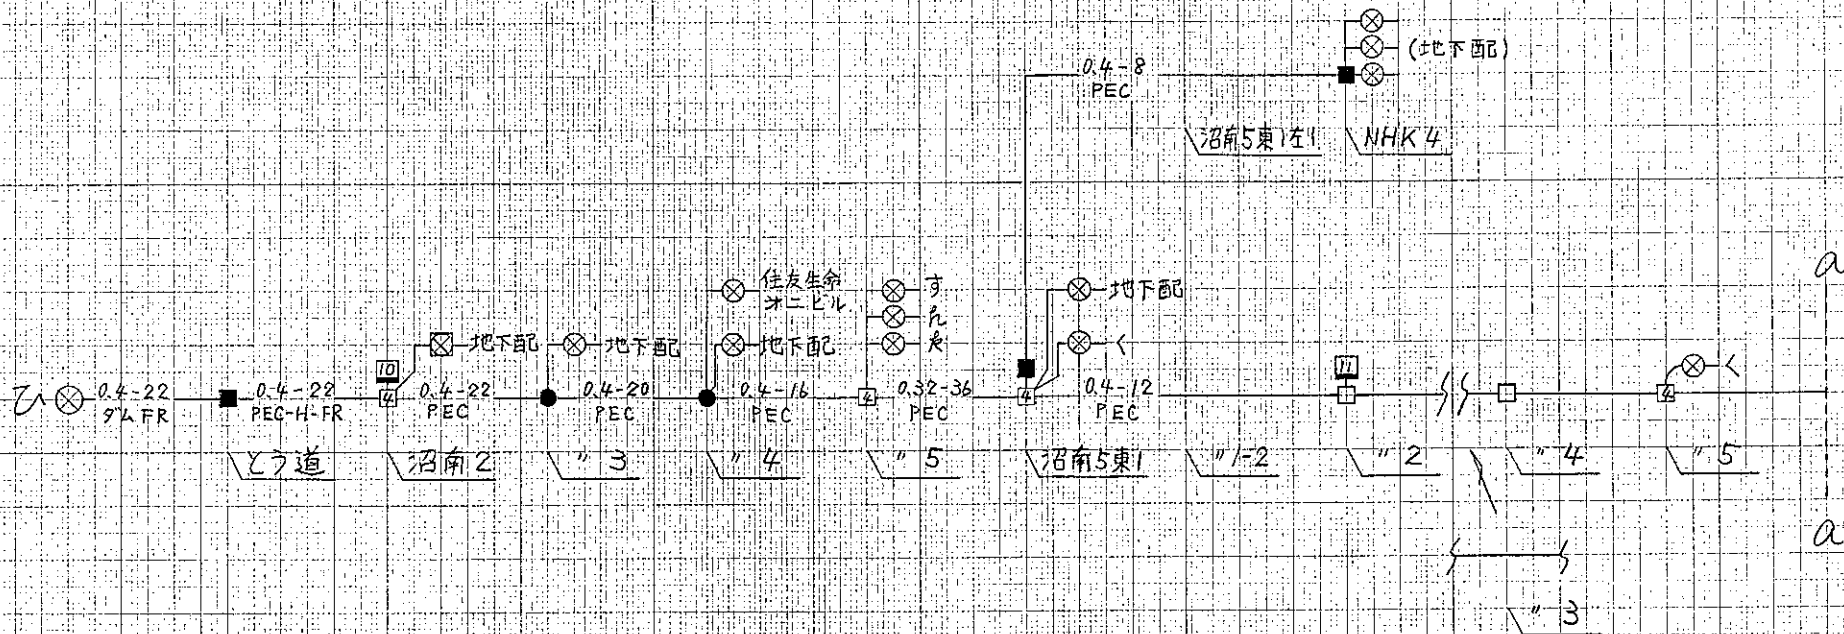 0.4-8
PEC
(地下配)
沼南5東1左1
NHK 4
住友生命
オニビル
す
ん
地下配
く
10
地下配
地下配
地下配
11
く
ひ
0.4-22
ダムFR
0.4-22
PEC-H-FR
4
0.4-22
PEC
0.4-20
PEC
0.4-16
PEC
4
0.32-36
PEC
4
0.4-12
PEC
4
a
とう道
沼南2
〃 3
〃 4
〃 5
沼南5東1
〃1-2
〃 2
〃 4
〃 5
a
〃 3